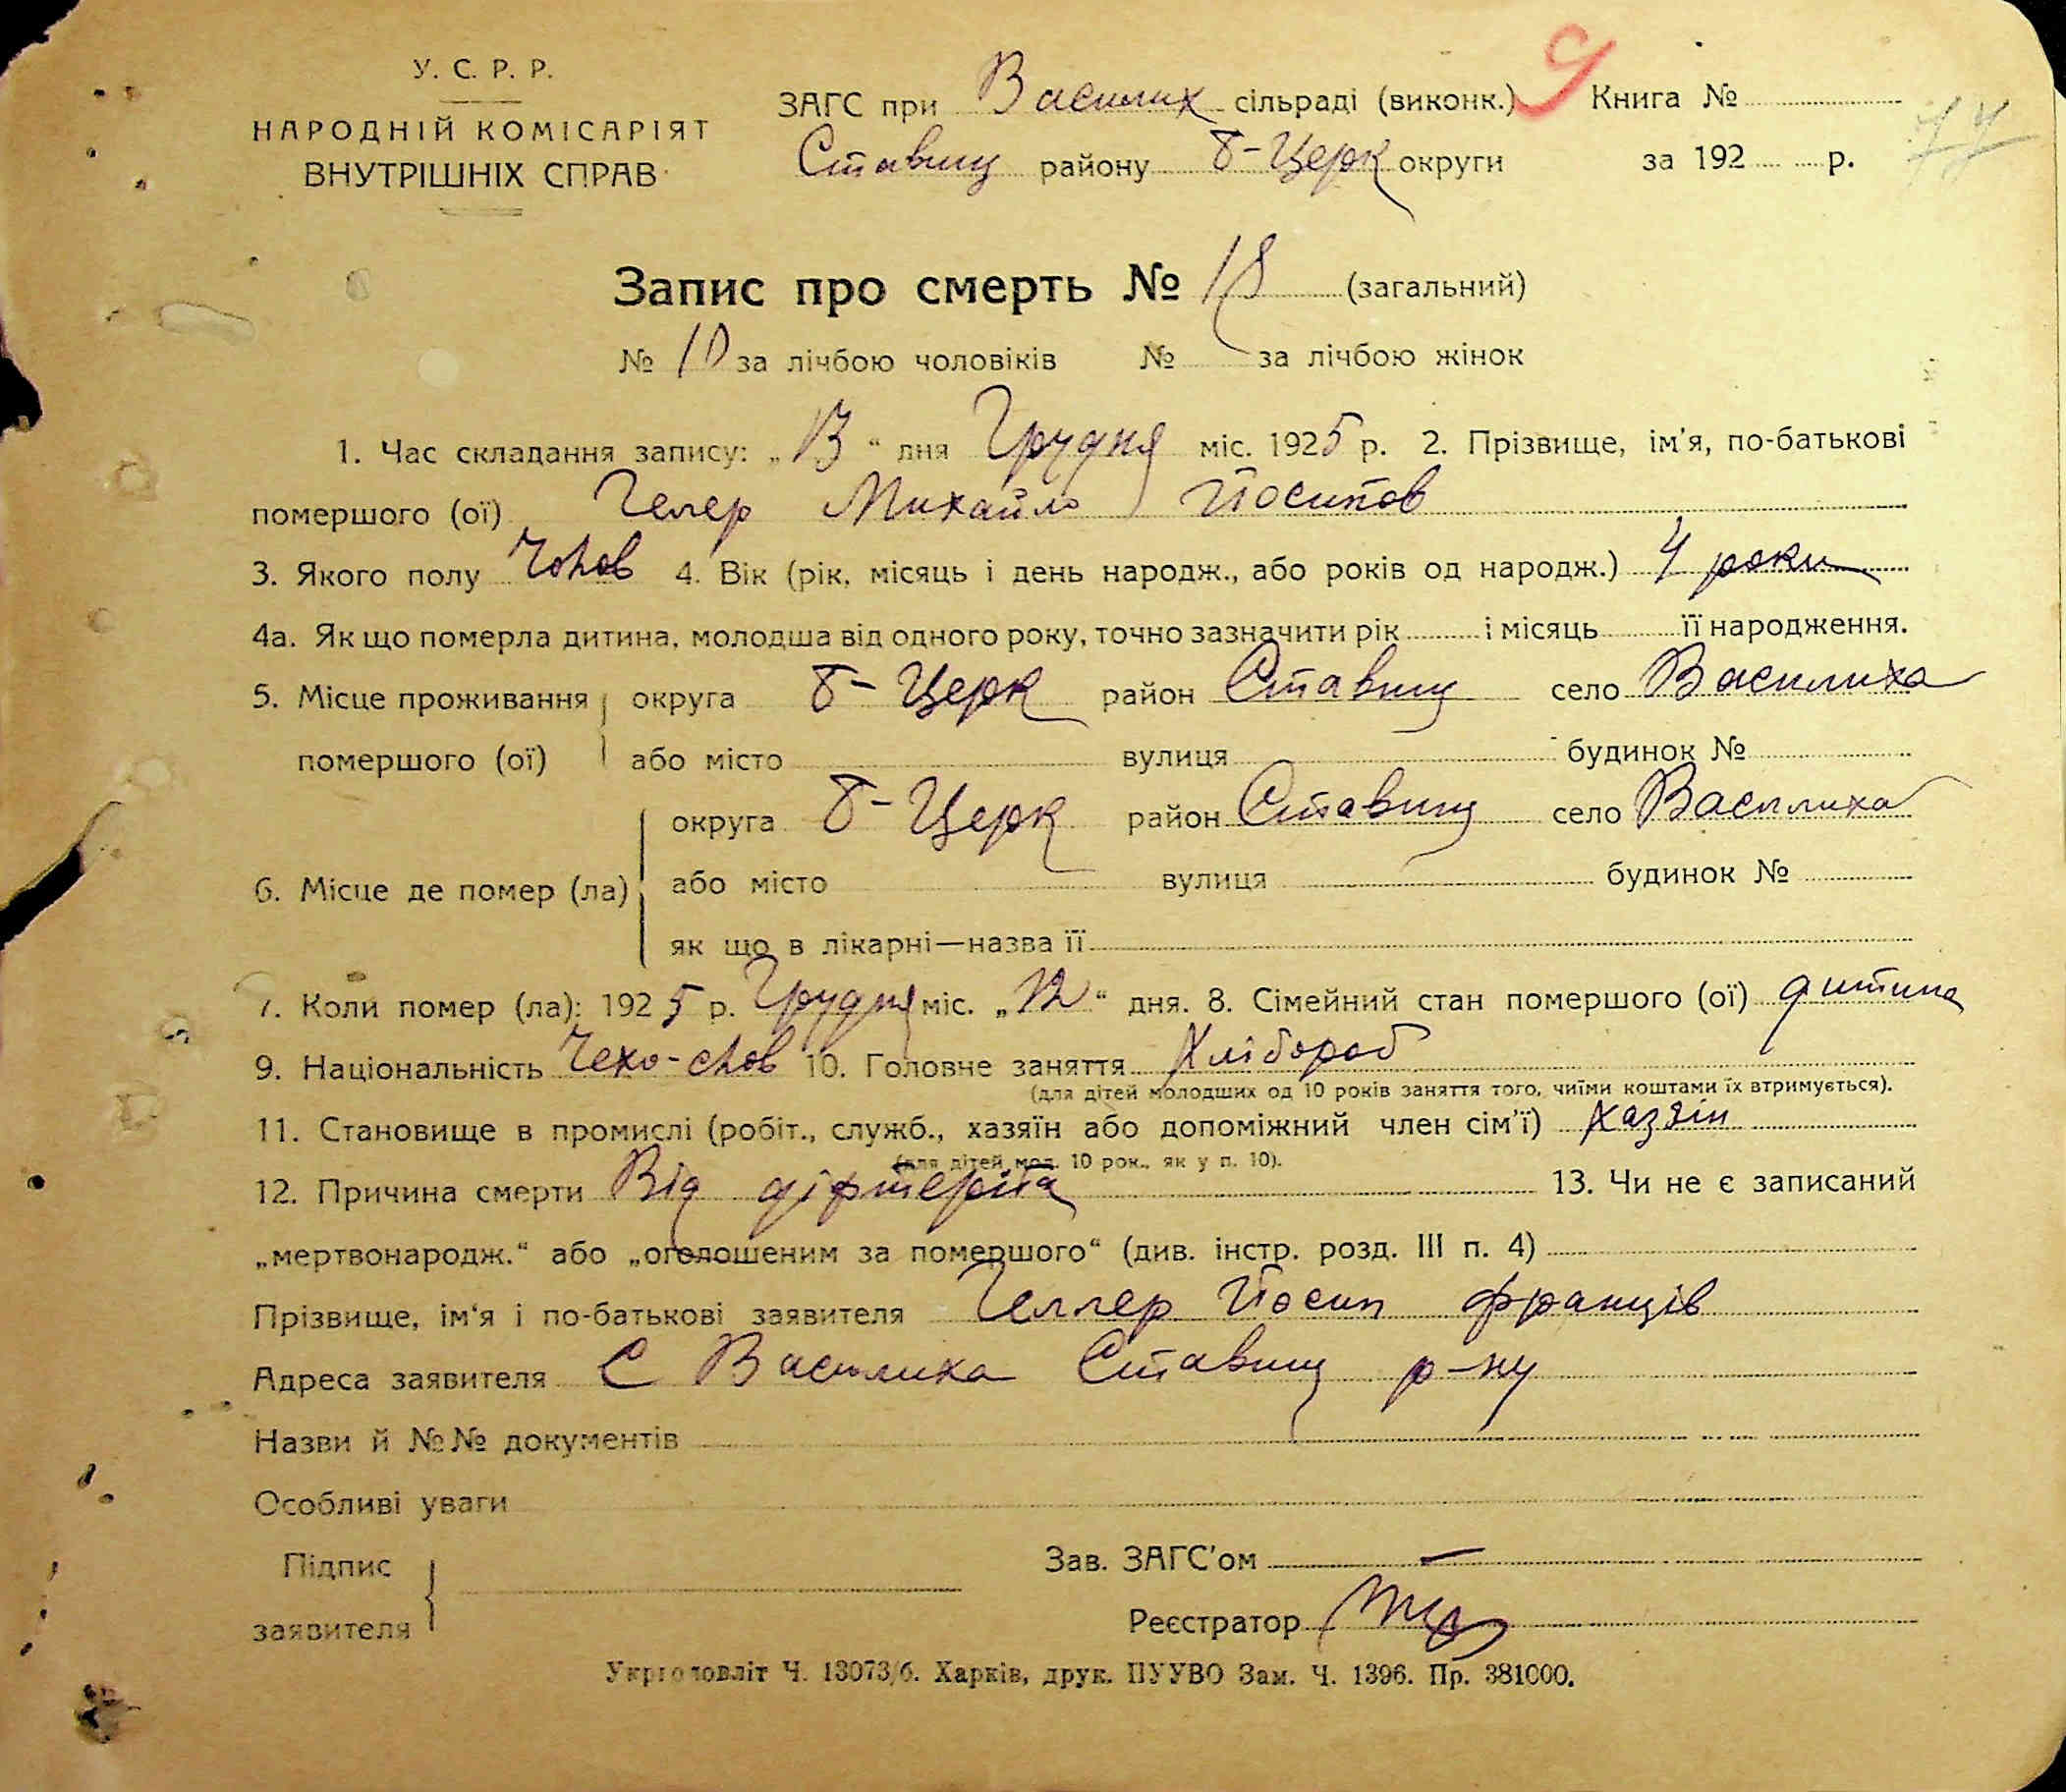 У. С. Р. Р.
НАРОДНІЙ КОМІСАРІЯТ
ВНУТРІШНІХ СПРАВ
ЗАГС при Василих сільраді (виконк.) 9 Книга №
Ставищ району Б-Церк округи за 192 р.
Запис про смерть № 18 (загальний)
№ 10 за лічбою чоловіків № за лічбою жінок
1. Час складання запису: „13“ дня Грудня міс. 1925 р. 2. Прізвище, ім'я, по-батькові
помершого (ої) Гелер Михайло Йосипов
3. Якого полу Чолов 4. Вік (рік, місяць і день народж., або років од народж.) 4 роки
4а. Як що померла дитина, молодша від одного року, точно зазначити рік і місяць її народження.
5. Місце проживання округа Б-Церк район Ставищ село Василиха
помершого (ої) або місто вулиця будинок №
округа Б-Церк район Ставищ село Василиха
6. Місце де помер (ла) або місто вулиця будинок №
як що в лікарні—назва її
7. Коли помер (ла): 1925 р. Грудня міс. „12“ дня. 8. Сімейний стан помершого (ої) дитина
9. Національність Чехо-слов 10. Головне заняття Хлібороб
(для дітей молодших од 10 років заняття того, чиїми коштами їх втримується).
11. Становище в промислі (робіт., служб., хазяїн або допоміжний член сім'ї) хазяїн
(для дітей мол. 10 рок., як у п. 10).
12. Причина смерти Від діфтеріта 13. Чи не є записаний
„мертвонародж.“ або „оголошеним за помершого“ (див. інстр. розд. III п. 4)
Прізвище, ім'я і по-батькові заявителя Геллер Йосип Франців
Адреса заявителя С Василиха Ставищ р-ну
Назви й №№ документів
Особливі уваги
Підпис
заявителя
Зав. ЗАГС'ом
Реєстратор
Укрголовліт Ч. 13073/б. Харків, друк. ПУУВО Зам. Ч. 1396. Пр. 381000.